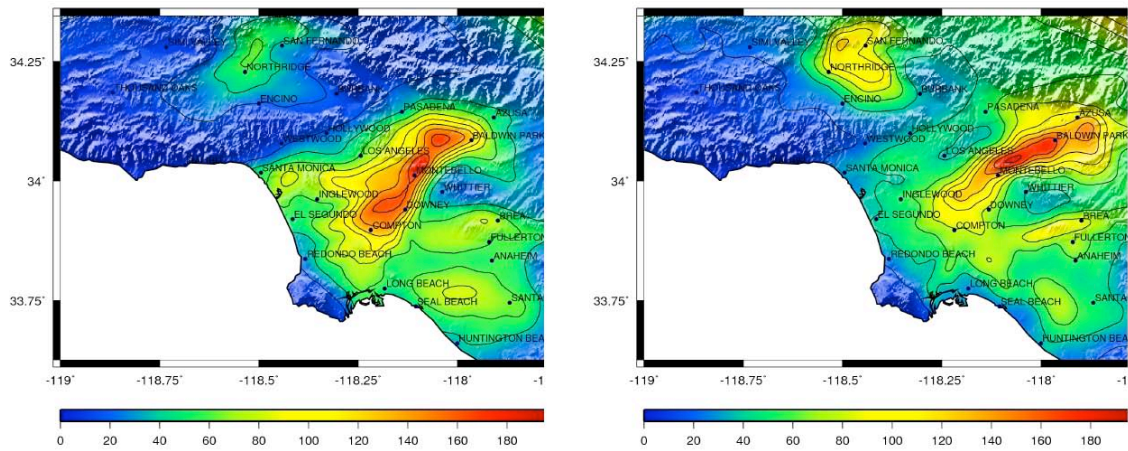 34.25°
34°
33.75°
SIMI VALLEY
SAN FERNANDO
NORTHRIDGE
THOUSAND OAKS
ENCINO
BURBANK
PASADENA
AZUSA
HOLLYWOOD
WESTWOOD
BALDWIN PARK
LOS ANGELES
SANTA MONICA
MONTEBELLO
WHITTIER
INGLEWOOD
DOWNEY
EL SEGUNDO
COMPTON
BREA
FULLERTON
REDONDO BEACH
ANAHEIM
LONG BEACH
SEAL BEACH
SANTA
HUNTINGTON BEA
-119° -118.75° -118.5° -118.25° -118° -1
0 20 40 60 80 100 120 140 160 180
34.25°
34°
33.75°
SIMI VALLEY
SAN FERNANDO
NORTHRIDGE
THOUSAND OAKS
ENCINO
BURBANK
PASADENA
AZUSA
HOLLYWOOD
WESTWOOD
BALDWIN PARK
LOS ANGELES
SANTA MONICA
MONTEBELLO
WHITTIER
INGLEWOOD
DOWNEY
EL SEGUNDO
COMPTON
BREA
FULLERTON
REDONDO BEACH
ANAHEIM
LONG BEACH
SEAL BEACH
SANTA
HUNTINGTON BEA
-119° -118.75° -118.5° -118.25° -118° -1
0 20 40 60 80 100 120 140 160 180